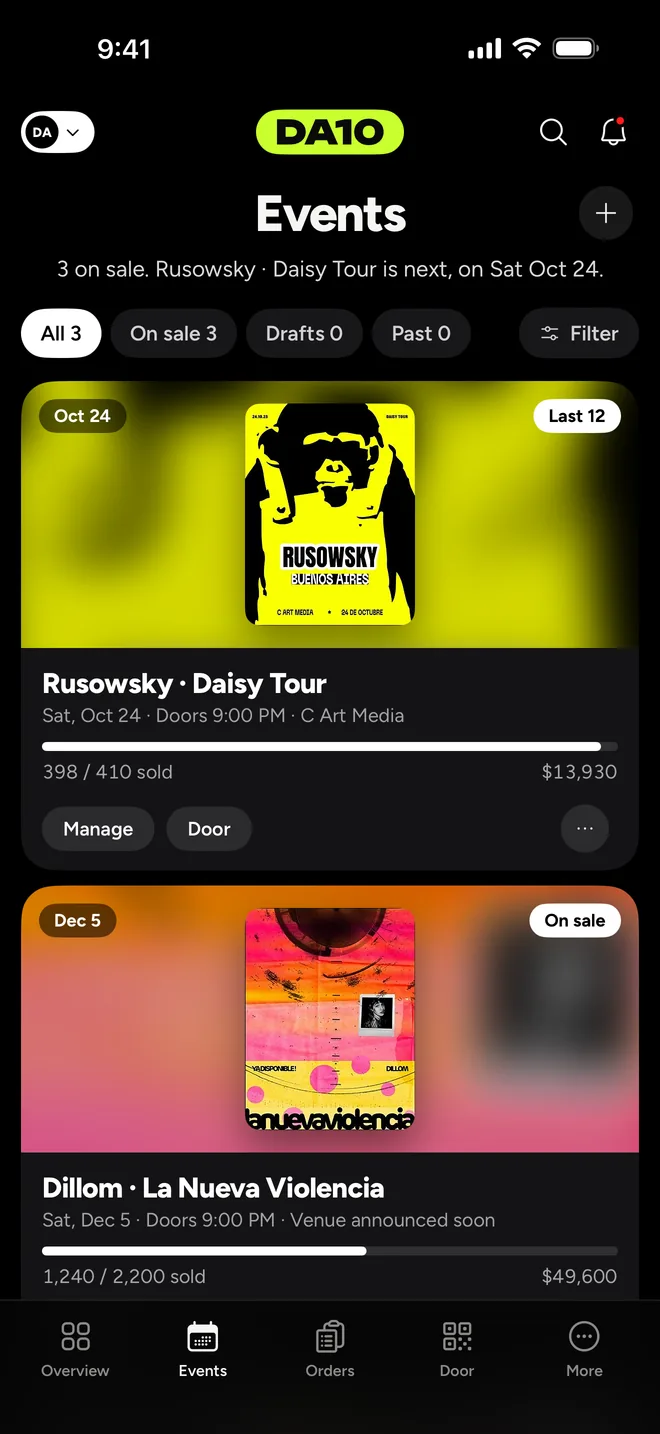 9:41
DA
DA10
Events
3 on sale. Rusowsky · Daisy Tour is next, on Sat Oct 24.
All 3
On sale 3
Drafts 0
Past 0
Filter
Oct 24
Last 12
DAISY TOUR
RUSOWSKY
BUENOS AIRES
C ART MEDIA • 24 DE OCTUBRE
Rusowsky · Daisy Tour
Sat, Oct 24 · Doors 9:00 PM · C Art Media
398 / 410 sold
$13,930
Manage
Door
Dec 5
On sale
YA DISPONIBLE!
DILLOM
lanuevaviolencia
Dillom · La Nueva Violencia
Sat, Dec 5 · Doors 9:00 PM · Venue announced soon
1,240 / 2,200 sold
$49,600
Overview
Events
Orders
Door
More